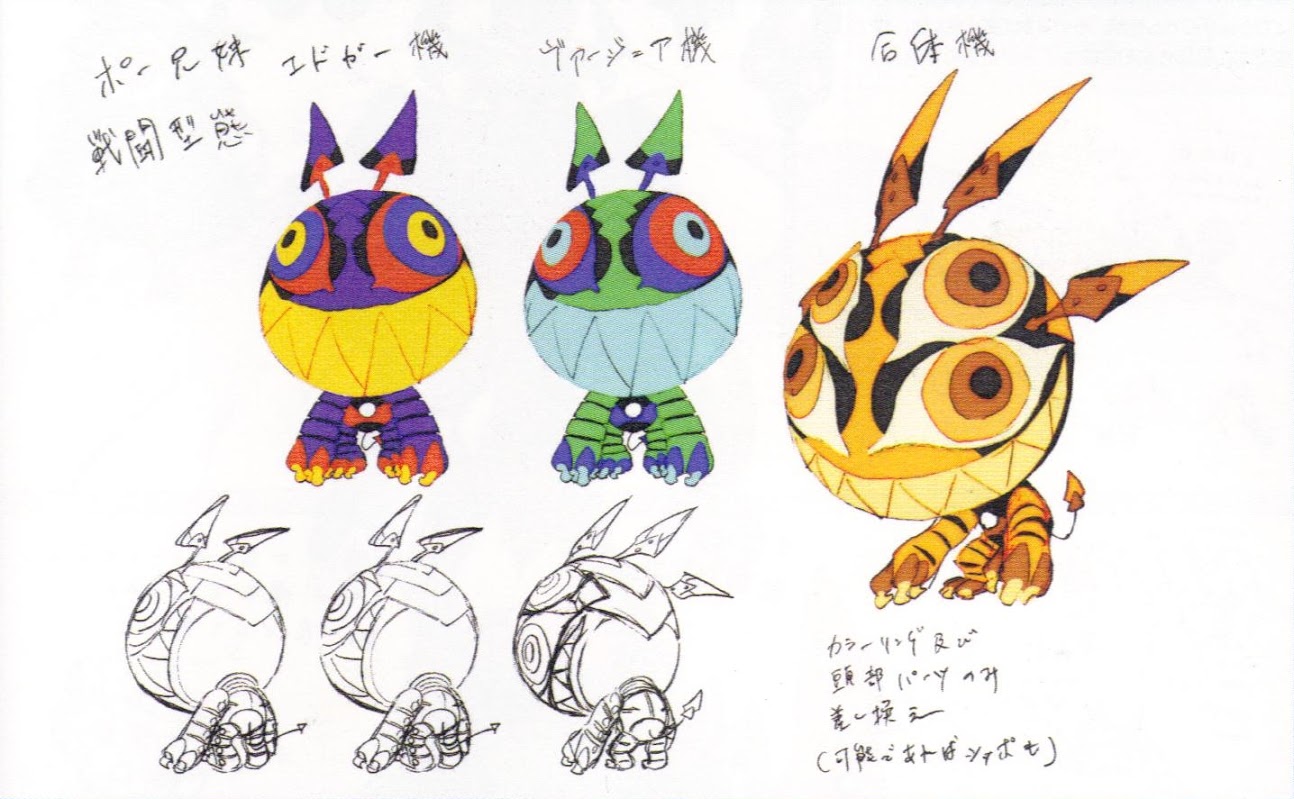 ポー兄妹
戦闘型態
エドガー機
ヴァージニア機
合体機
カラーリング及び
頭部パーツのみ
差し換え
(可能であればシッポも)